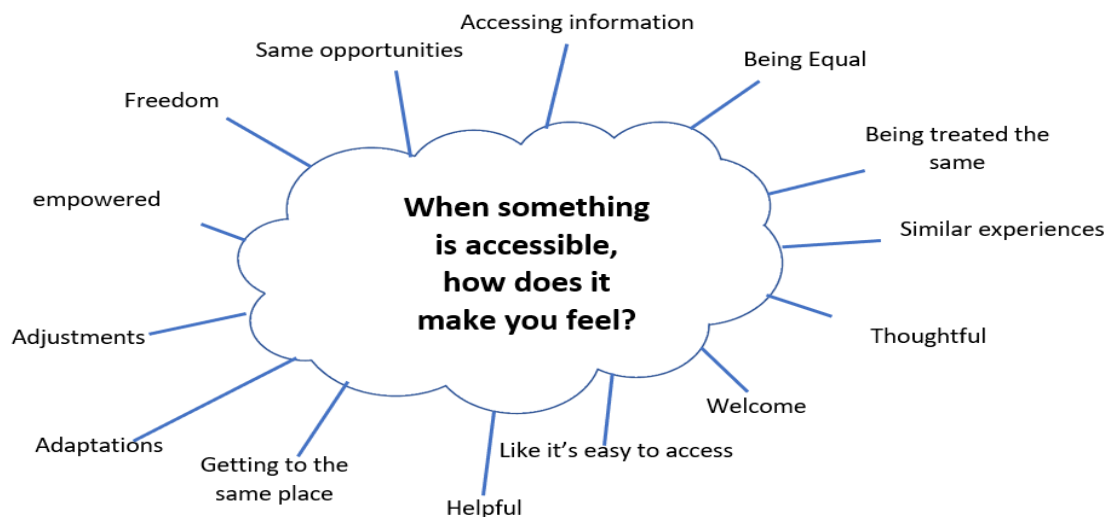 Accessing information
Same opportunities
Being Equal
Freedom
Being treated the
same
empowered
When something
is accessible,
how does it
make you feel?
Similar experiences
Adjustments
Thoughtful
Welcome
Adaptations
Getting to the
same place
Like it’s easy to access
Helpful